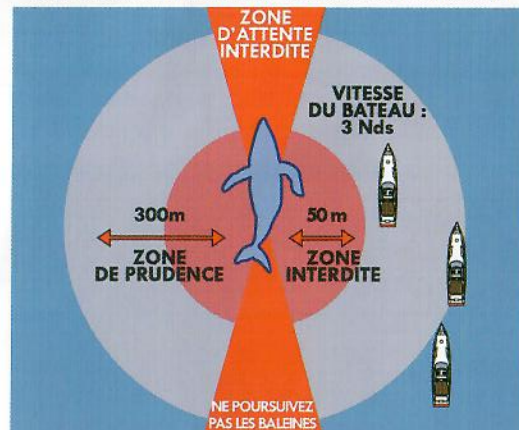 ZONE
D'ATTENTE
INTERDITE
VITESSE
DU BATEAU :
3 Nds
300m
ZONE
DE PRUDENCE
50 m
ZONE
INTERDITE
NE POURSUIVEZ
PAS LES BALEINES